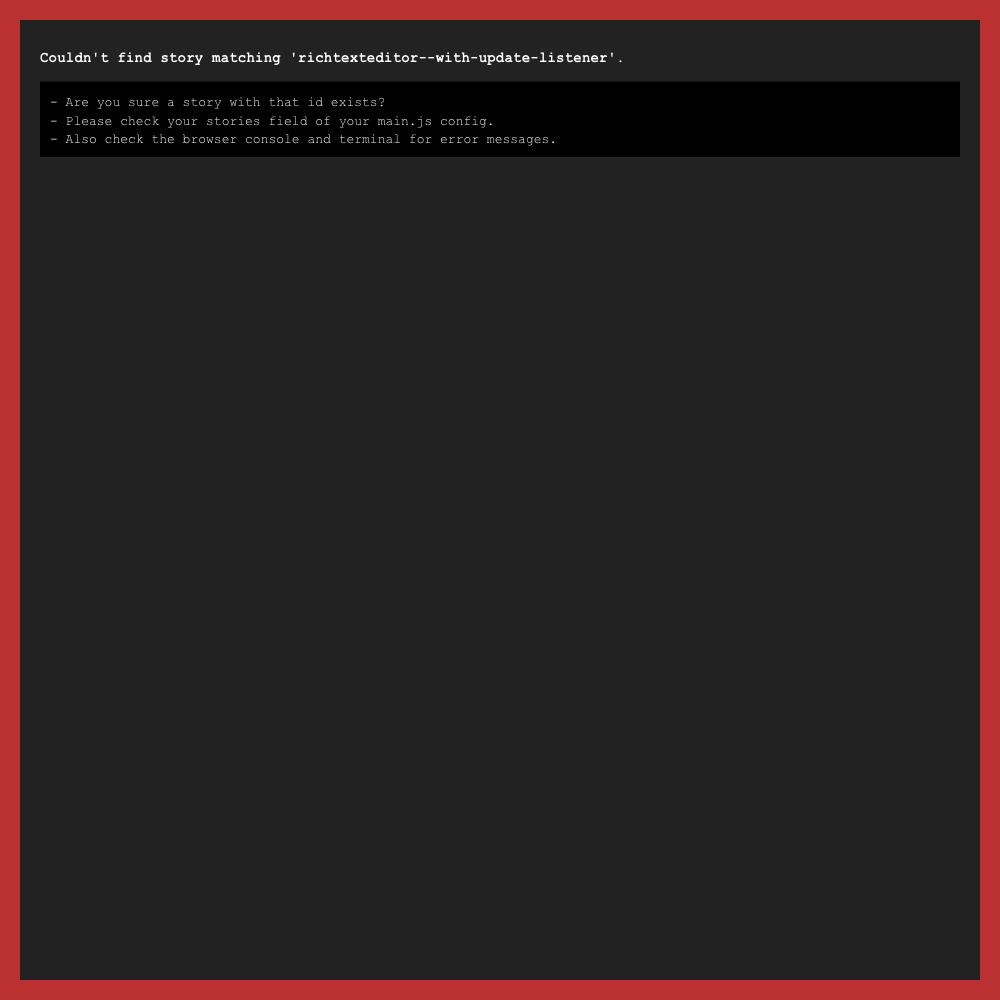 Couldn't find story matching 'richtexteditor--with-update-listener'.
- Are you sure a story with that id exists?
- Please check your stories field of your main.js config.
- Also check the browser console and terminal for error messages.